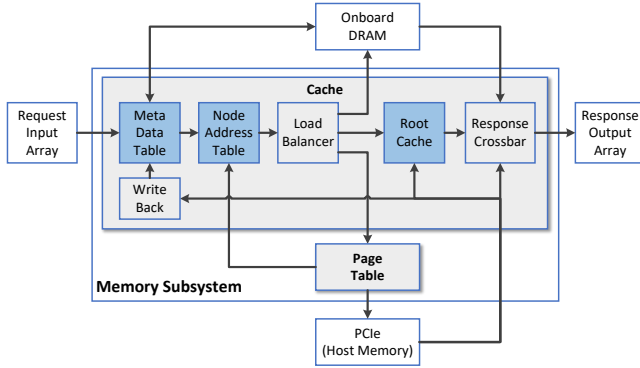 Onboard
DRAM
Cache
Request
Input
Array
Meta
Data
Table
Node
Address
Table
Load
Balancer
Root
Cache
Response
Crossbar
Response
Output
Array
Write
Back
Page
Table
Memory Subsystem
PCIe
(Host Memory)